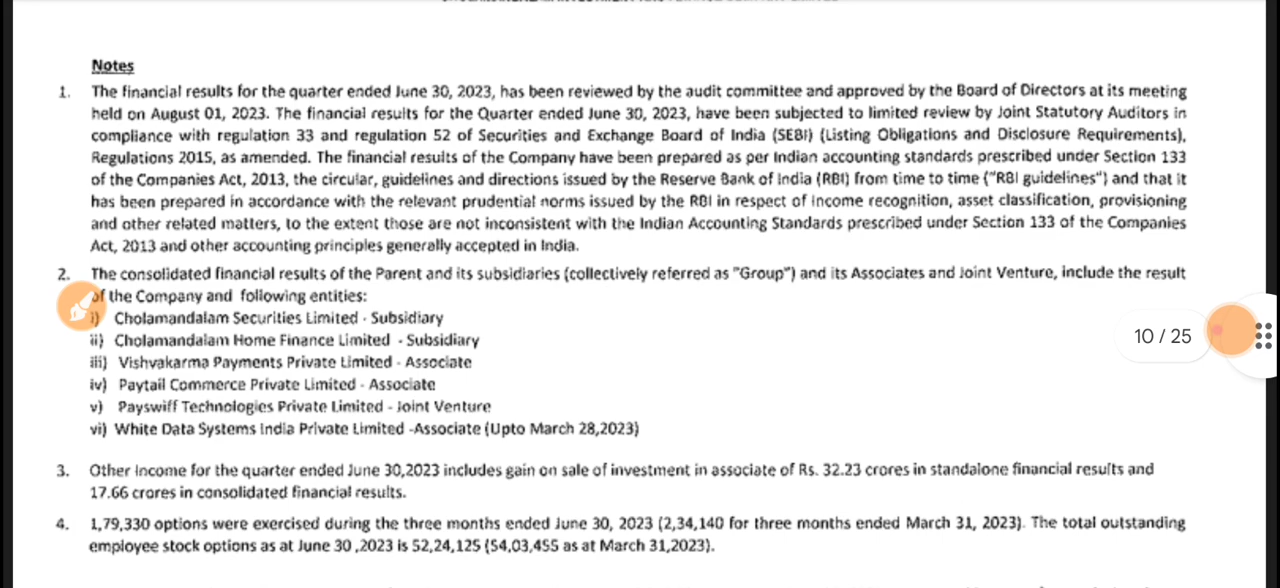 Notes
1. The financial results for the quarter ended June 30, 2023, has been reviewed by the audit committee and approved by the Board of Directors at its meeting
held on August 01, 2023. The financial results for the Quarter ended June 30, 2023, have been subjected to limited review by Joint Statutory Auditors in
compliance with regulation 33 and regulation 52 of Securities and Exchange Board of India (SEBI) (Listing Obligations and Disclosure Requirements),
Regulations 2015, as amended. The financial results of the Company have been prepared as per Indian accounting standards prescribed under Section 133
of the Companies Act, 2013, the circular, guidelines and directions issued by the Reserve Bank of India (RBI) from time to time ("RBI guidelines") and that it
has been prepared in accordance with the relevant prudential norms issued by the RBI in respect of income recognition, asset classification, provisioning
and other related matters, to the extent those are not inconsistent with the Indian Accounting Standards prescribed under Section 133 of the Companies
Act, 2013 and other accounting principles generally accepted in India.
2. The consolidated financial results of the Parent and its subsidiaries (collectively referred as "Group") and its Associates and Joint Venture, include the result
of the Company and following entities:
i) Cholamandalam Securities Limited - Subsidiary
ii) Cholamandalam Home Finance Limited - Subsidiary
iii) Vishvakarma Payments Private Limited - Associate
iv) Paytail Commerce Private Limited - Associate
v) Payswiff Technologies Private Limited - Joint Venture
vi) White Data Systems India Private Limited -Associate (Upto March 28,2023)
10 / 25
3. Other income for the quarter ended June 30,2023 includes gain on sale of investment in associate of Rs. 32.23 crores in standalone financial results and
17.66 crores in consolidated financial results.
4. 1,79,330 options were exercised during the three months ended June 30, 2023 (2,34,140 for three months ended March 31, 2023). The total outstanding
employee stock options as at June 30 ,2023 is 52,24,125 (54,03,455 as at March 31,2023).